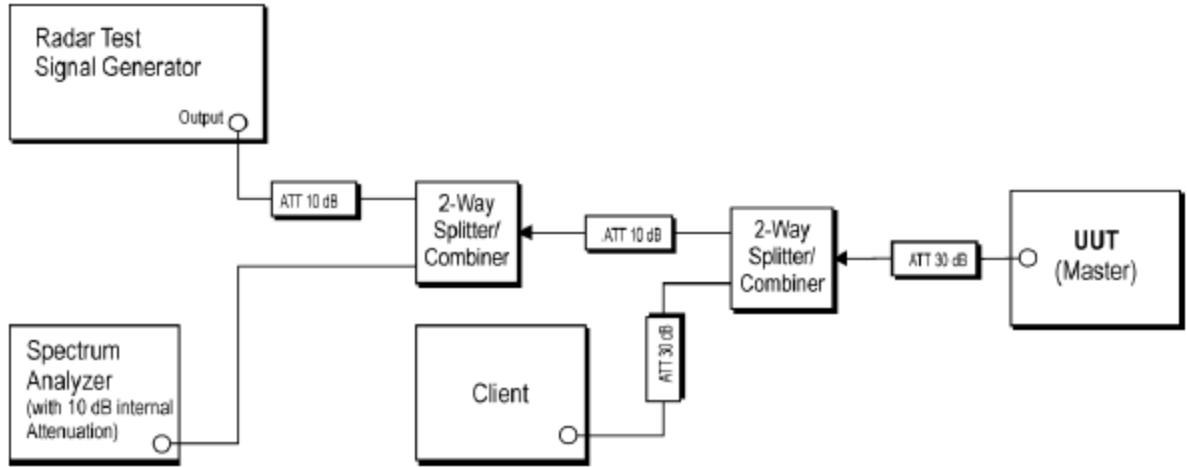 Radar Test
Signal Generator
Output
ATT 10 dB
2-Way
Splitter/
Combiner
.ATT 10 dB
2-Way
Splitter/
Combiner
ATT 30 dB
UUT
(Master)
Spectrum
Analyzer
(with 10 dB internal
Attenuation)
Client
ATT 30 dB